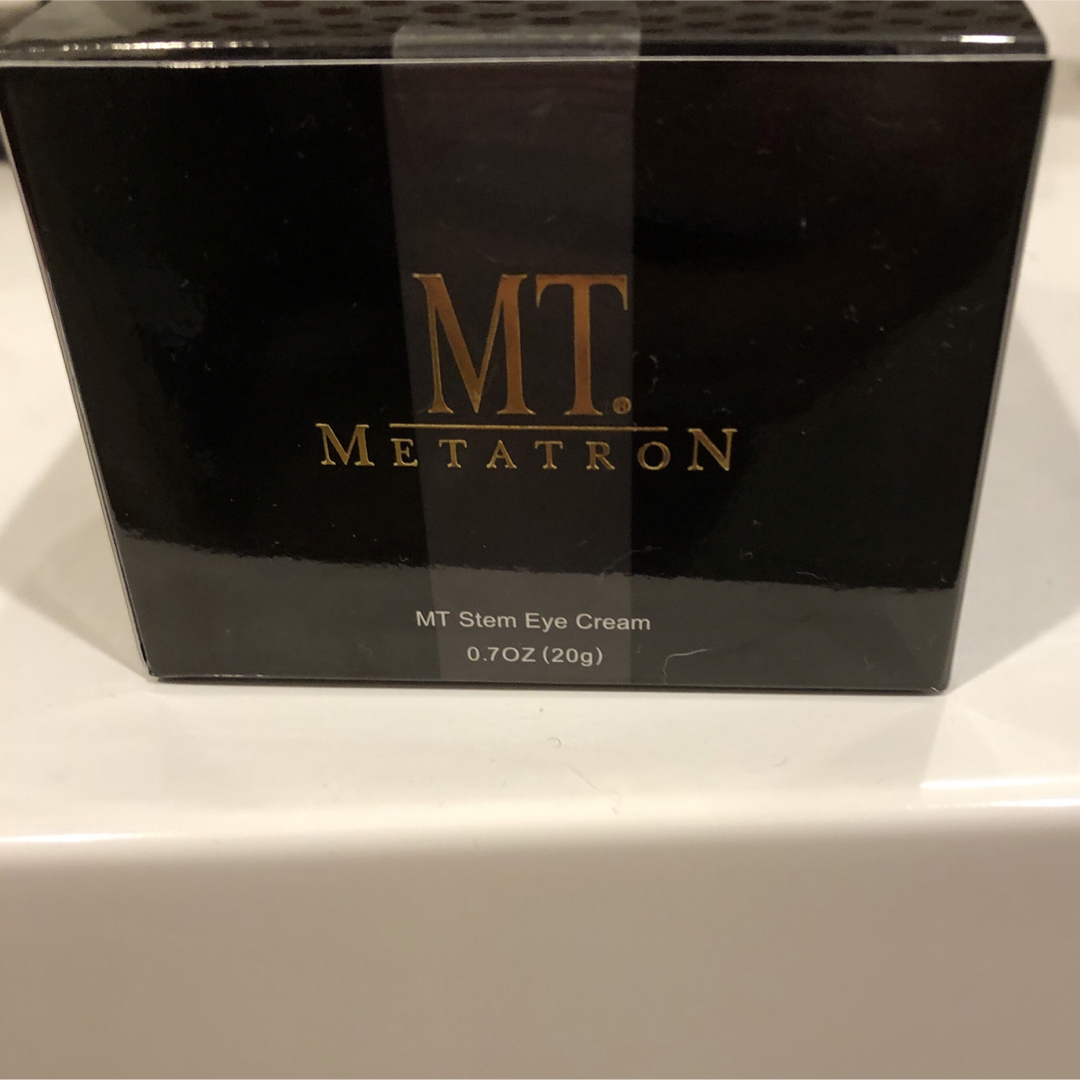 MT.®
METATRON
MT Stem Eye Cream
0.7OZ (20g)